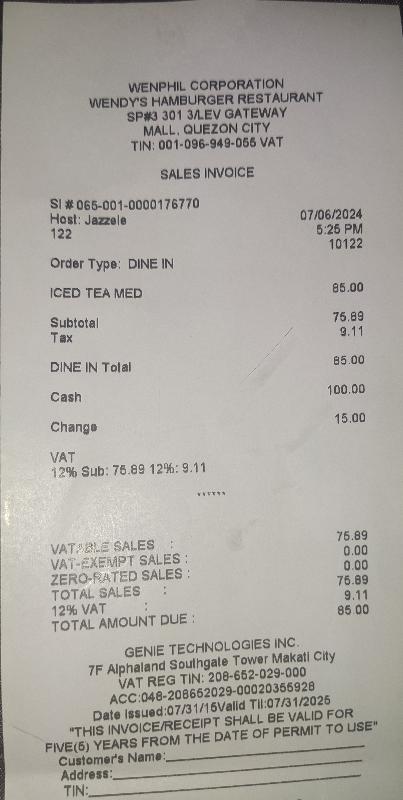 WENPHIL CORPORATION
WENDY'S HAMBURGER RESTAURANT
SP#3 301 3/LEV GATEWAY
MALL, QUEZON CITY
TIN: 001-096-949-055 VAT
SALES INVOICE
SI # 065-001-0000176770
Host: Jazzele 07/06/2024
122 5:25 PM
10122
Order Type: DINE IN
ICED TEA MED 85.00
Subtotal 75.89
Tax 9.11
DINE IN Total 85.00
Cash 100.00
Change 15.00
VAT
12% Sub: 75.89 12%: 9.11
******
VATABLE SALES : 75.89
VAT-EXEMPT SALES : 0.00
ZERO-RATED SALES : 0.00
TOTAL SALES : 75.89
12% VAT : 9.11
TOTAL AMOUNT DUE : 85.00
GENIE TECHNOLOGIES INC.
7F Alphaland Southgate Tower Makati City
VAT REG TIN: 208-652-029-000
ACC:048-208652029-00020355928
Date Issued:07/31/15Valid Til:07/31/2025
"THIS INVOICE/RECEIPT SHALL BE VALID FOR
FIVE(5) YEARS FROM THE DATE OF PERMIT TO USE"
Customer's Name:
Address:
TIN: